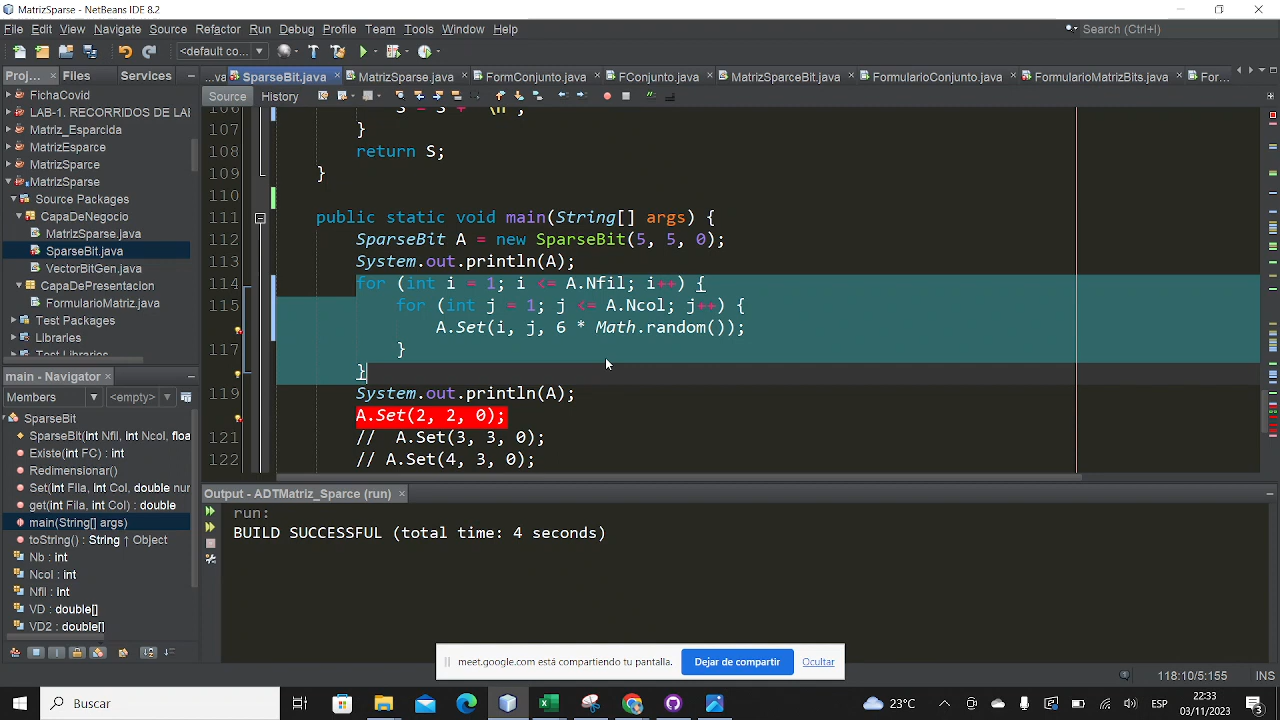 MatrizSparse - NetBeans IDE 8.2
File Edit View Navigate Source Refactor Run Debug Profile Team Tools Window Help
Search (Ctrl+I)
<default co...
Proj... × Files Services
...va SparseBit.java × MatrizSparse.java × FormConjunto.java × FConjunto.java × MatrizSparceBit.java × FormularioConjunto.java × FormularioMatrizBits.java × For...
Source History
FichaCovid
LAB-1. RECORRIDOS DE LA
Matriz_Esparcida
MatrizEsparce
MatrizSparce
MatrizSparse
Source Packages
CapaDeNegocio
MatrizSparse.java
SparseBit.java
VectorBitGen.java
CapaDePresentacion
FormularioMatriz.java
Test Packages
Libraries
Test Libraries
main - Navigator ×
Members <empty>
SparseBit
SparseBit(int Nfil, int Ncol, floa
Existe(int FC) : int
Redimensionar()
Set(int Fila, int Col, double nur
get(int Fila, int Col) : double
main(String[] args)
toString() : String ↑ Object
Nb : int
Ncol : int
Nfil : int
VD : double[]
VD2 : double[]
106 S = S + "\n";
107 }
108 return S;
109 }
110
111 public static void main(String[] args) {
112 SparseBit A = new SparseBit(5, 5, 0);
113 System.out.println(A);
114 for (int i = 1; i <= A.Nfil; i++) {
115 for (int j = 1; j <= A.Ncol; j++) {
A.Set(i, j, 6 * Math.random());
117 }
}
119 System.out.println(A);
A.Set(2, 2, 0);
121 // A.Set(3, 3, 0);
122 // A.Set(4, 3, 0);
Output - ADTMatriz_Sparce (run) ×
run:
BUILD SUCCESSFUL (total time: 4 seconds)
meet.google.com está compartiendo tu pantalla. Dejar de compartir Ocultar
118:10/5:155 INS
Buscar
23°C
ESP
22:33
03/11/2023